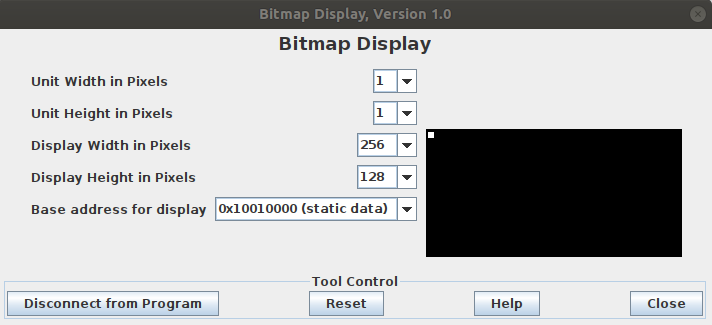 Bitmap Display, Version 1.0
Bitmap Display
Unit Width in Pixels 1
Unit Height in Pixels 1
Display Width in Pixels 256
Display Height in Pixels 128
Base address for display 0x10010000 (static data)
Tool Control
Disconnect from Program Reset Help Close